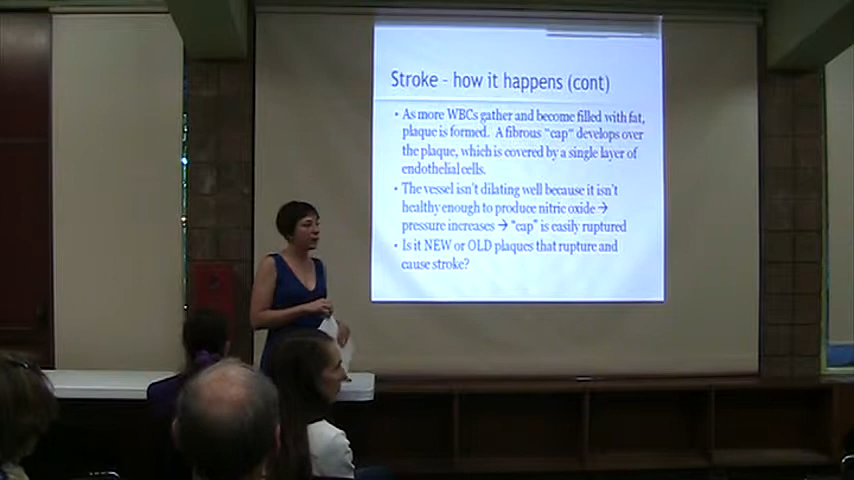 Stroke - how it happens (cont)
• As more WBCs gather and become filled with fat,
plaque is formed. A fibrous "cap" develops over
the plaque, which is covered by a single layer of
endothelial cells.
• The vessel isn't dilating well because it isn't
healthy enough to produce nitric oxide →
pressure increases → "cap" is easily ruptured
• Is it NEW or OLD plaques that rupture and
cause stroke?